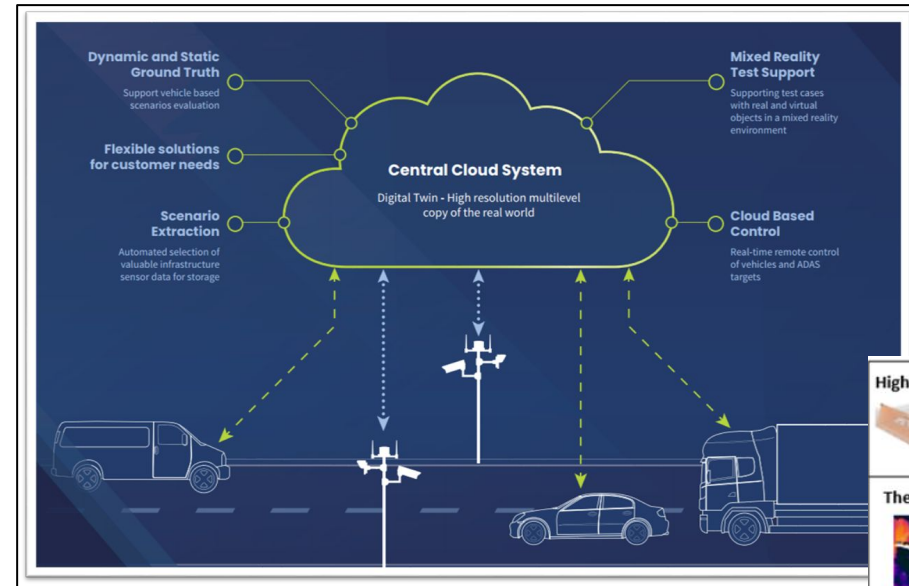 Dynamic and Static
Ground Truth
Support vehicle based
scenarios evaluation
Flexible solutions
for customer needs
Scenario
Extraction
Automated selection of
valuable infrastructure
sensor data for storage
Central Cloud System
Digital Twin - High resolution multilevel
copy of the real world
Mixed Reality
Test Support
Supporting test cases
with real and virtual
objects in a mixed reality
environment
Cloud Based
Control
Real-time remote control
of vehicles and ADAS
targets
High
The